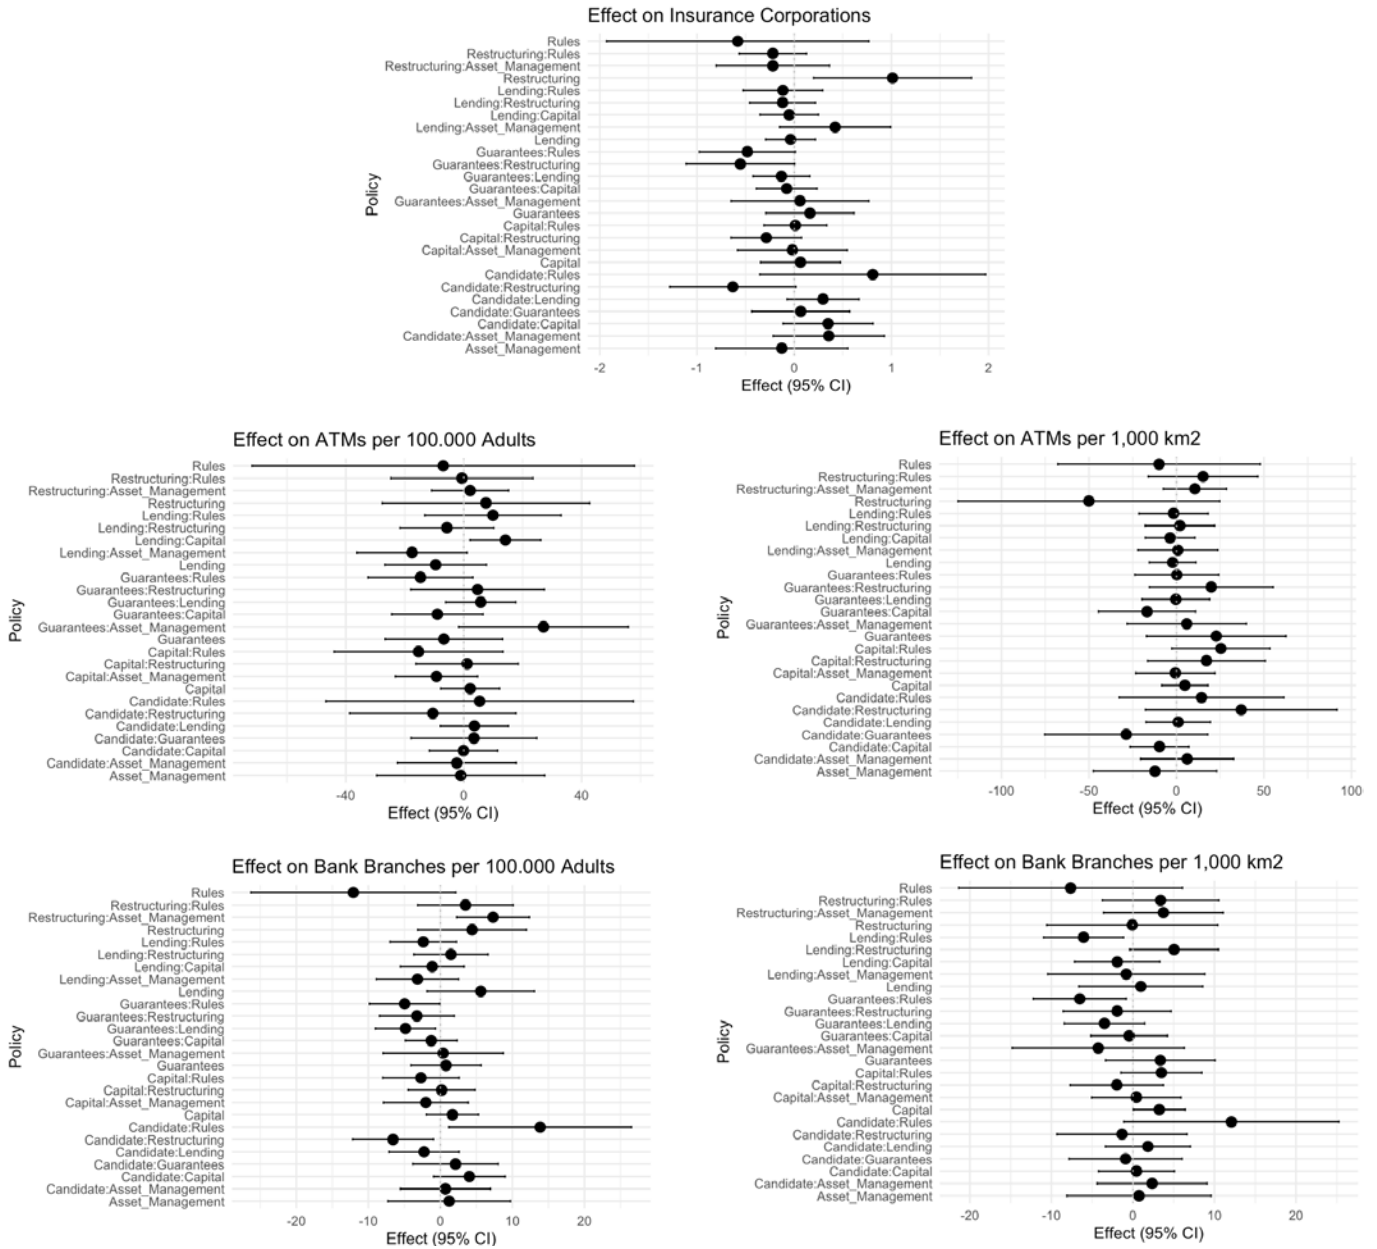 Effect on Insurance Corporations
Policy
Rules
Restructuring:Rules
Restructuring:Asset_Management
Restructuring
Lending:Rules
Lending:Restructuring
Lending:Capital
Lending:Asset_Management
Lending
Guarantees:Rules
Guarantees:Restructuring
Guarantees:Lending
Guarantees:Capital
Guarantees:Asset_Management
Guarantees
Capital:Rules
Capital:Restructuring
Capital:Asset_Management
Capital
Candidate:Rules
Candidate:Restructuring
Candidate:Lending
Candidate:Guarantees
Candidate:Capital
Candidate:Asset_Management
Asset_Management
-2 -1 0 1 2
Effect (95% CI)
Effect on ATMs per 100.000 Adults
Policy
Rules
Restructuring:Rules
Restructuring:Asset_Management
Restructuring
Lending:Rules
Lending:Restructuring
Lending:Capital
Lending:Asset_Management
Lending
Guarantees:Rules
Guarantees:Restructuring
Guarantees:Lending
Guarantees:Capital
Guarantees:Asset_Management
Guarantees
Capital:Rules
Capital:Restructuring
Capital:Asset_Management
Capital
Candidate:Rules
Candidate:Restructuring
Candidate:Lending
Candidate:Guarantees
Candidate:Capital
Candidate:Asset_Management
Asset_Management
-40 0 40
Effect (95% CI)
Effect on ATMs per 1,000 km2
Policy
Rules
Restructuring:Rules
Restructuring:Asset_Management
Restructuring
Lending:Rules
Lending:Restructuring
Lending:Capital
Lending:Asset_Management
Lending
Guarantees:Rules
Guarantees:Restructuring
Guarantees:Lending
Guarantees:Capital
Guarantees:Asset_Management
Guarantees
Capital:Rules
Capital:Restructuring
Capital:Asset_Management
Capital
Candidate:Rules
Candidate:Restructuring
Candidate:Lending
Candidate:Guarantees
Candidate:Capital
Candidate:Asset_Management
Asset_Management
-100 -50 0 50 100
Effect (95% CI)
Effect on Bank Branches per 100.000 Adults
Policy
Rules
Restructuring:Rules
Restructuring:Asset_Management
Restructuring
Lending:Rules
Lending:Restructuring
Lending:Capital
Lending:Asset_Management
Lending
Guarantees:Rules
Guarantees:Restructuring
Guarantees:Lending
Guarantees:Capital
Guarantees:Asset_Management
Guarantees
Capital:Rules
Capital:Restructuring
Capital:Asset_Management
Capital
Candidate:Rules
Candidate:Restructuring
Candidate:Lending
Candidate:Guarantees
Candidate:Capital
Candidate:Asset_Management
Asset_Management
-20 -10 0 10 20
Effect (95% CI)
Effect on Bank Branches per 1,000 km2
Policy
Rules
Restructuring:Rules
Restructuring:Asset_Management
Restructuring
Lending:Rules
Lending:Restructuring
Lending:Capital
Lending:Asset_Management
Lending
Guarantees:Rules
Guarantees:Restructuring
Guarantees:Lending
Guarantees:Capital
Guarantees:Asset_Management
Guarantees
Capital:Rules
Capital:Restructuring
Capital:Asset_Management
Capital
Candidate:Rules
Candidate:Restructuring
Candidate:Lending
Candidate:Guarantees
Candidate:Capital
Candidate:Asset_Management
Asset_Management
-20 -10 0 10 20
Effect (95% CI)